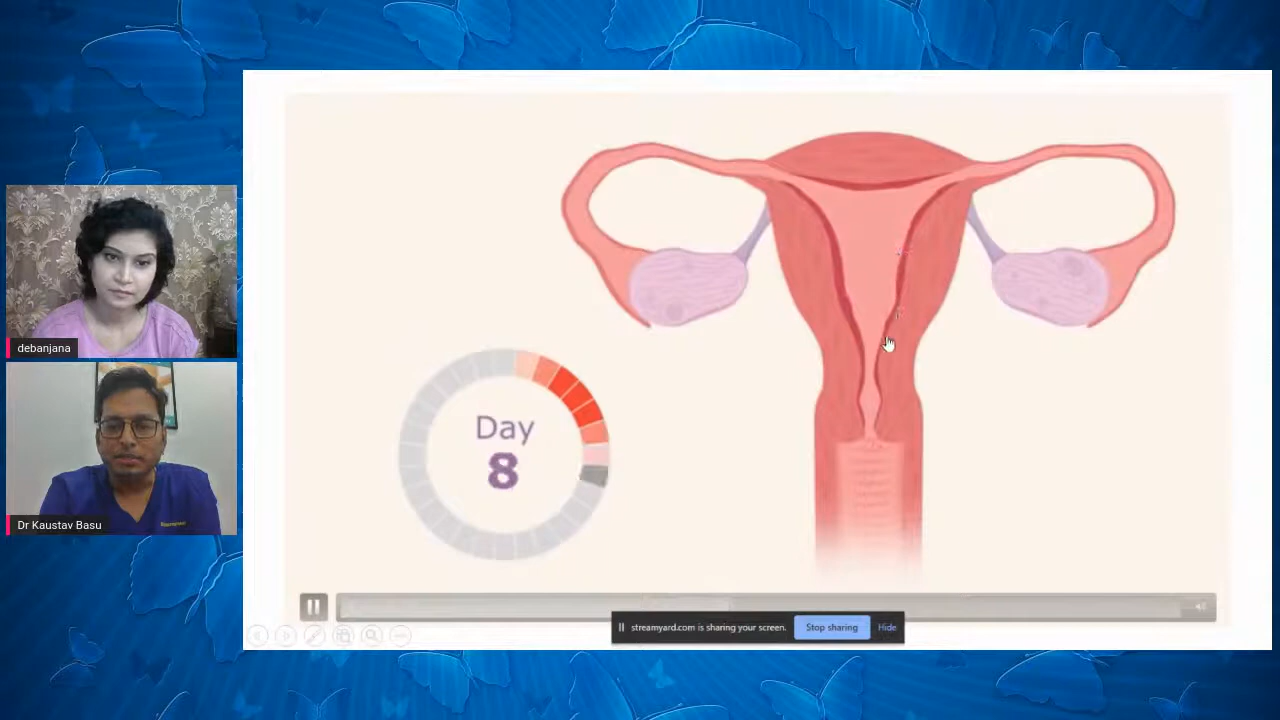 debanjana
Dr Kaustav Basu
Day
8
streamyard.com is sharing your screen.
Stop sharing
Hide